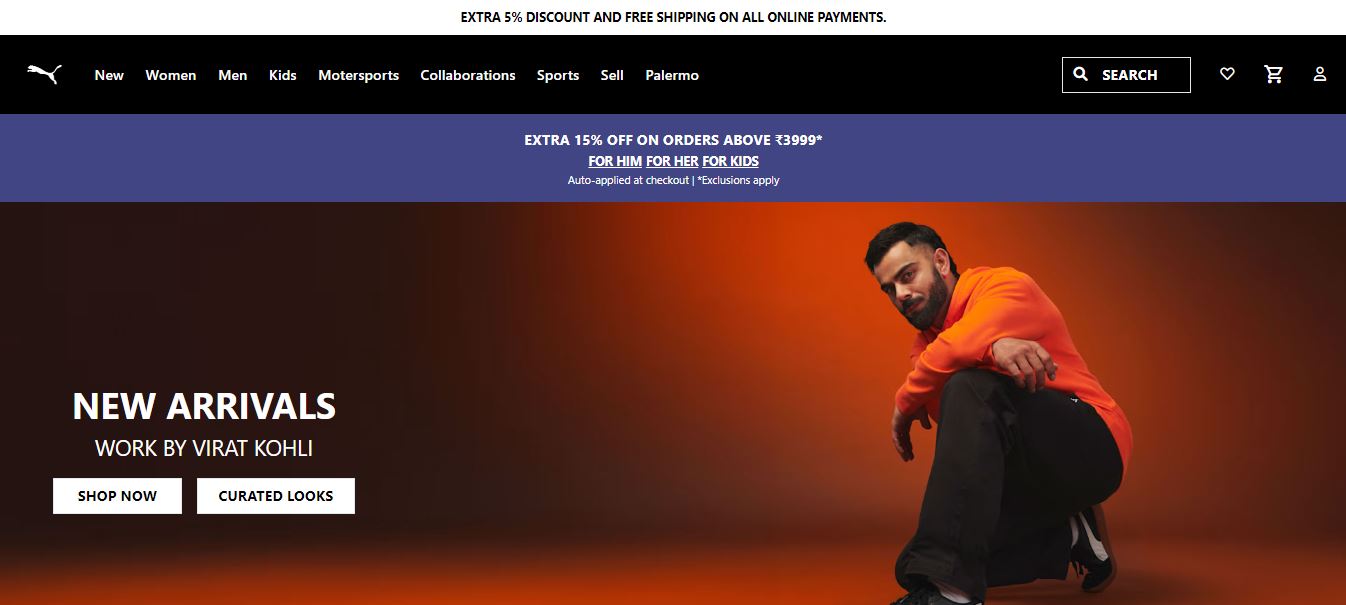 EXTRA 5% DISCOUNT AND FREE SHIPPING ON ALL ONLINE PAYMENTS.
New Women Men Kids Motersports Collaborations Sports Sell Palermo SEARCH
EXTRA 15% OFF ON ORDERS ABOVE ₹3999*
FOR HIM FOR HER FOR KIDS
Auto-applied at checkout | *Exclusions apply
NEW ARRIVALS
WORK BY VIRAT KOHLI
SHOP NOW CURATED LOOKS